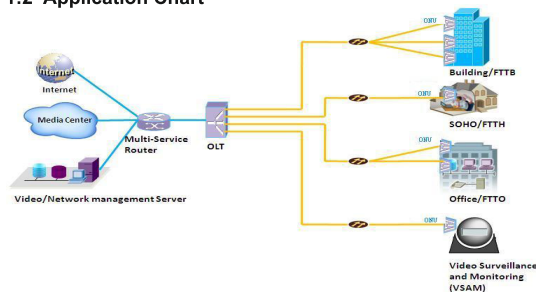 1.2 Application Chart
Internet
Internet
Media Center
Multi-Service
Router
Video/Network management Server
OLT
ONU
Building/FTTB
ONU
SOHO/FTTH
ONU
Office/FTTO
ONU
Video Surveillance
and Monitoring
(VSAM)